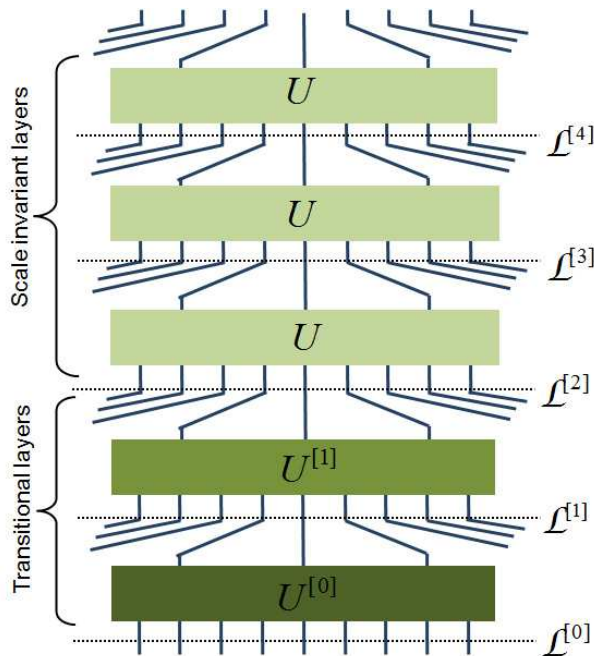 Scale invariant layers
U
ℒ[4]
U
ℒ[3]
U
ℒ[2]
Transitional layers
U[1]
ℒ[1]
U[0]
ℒ[0]